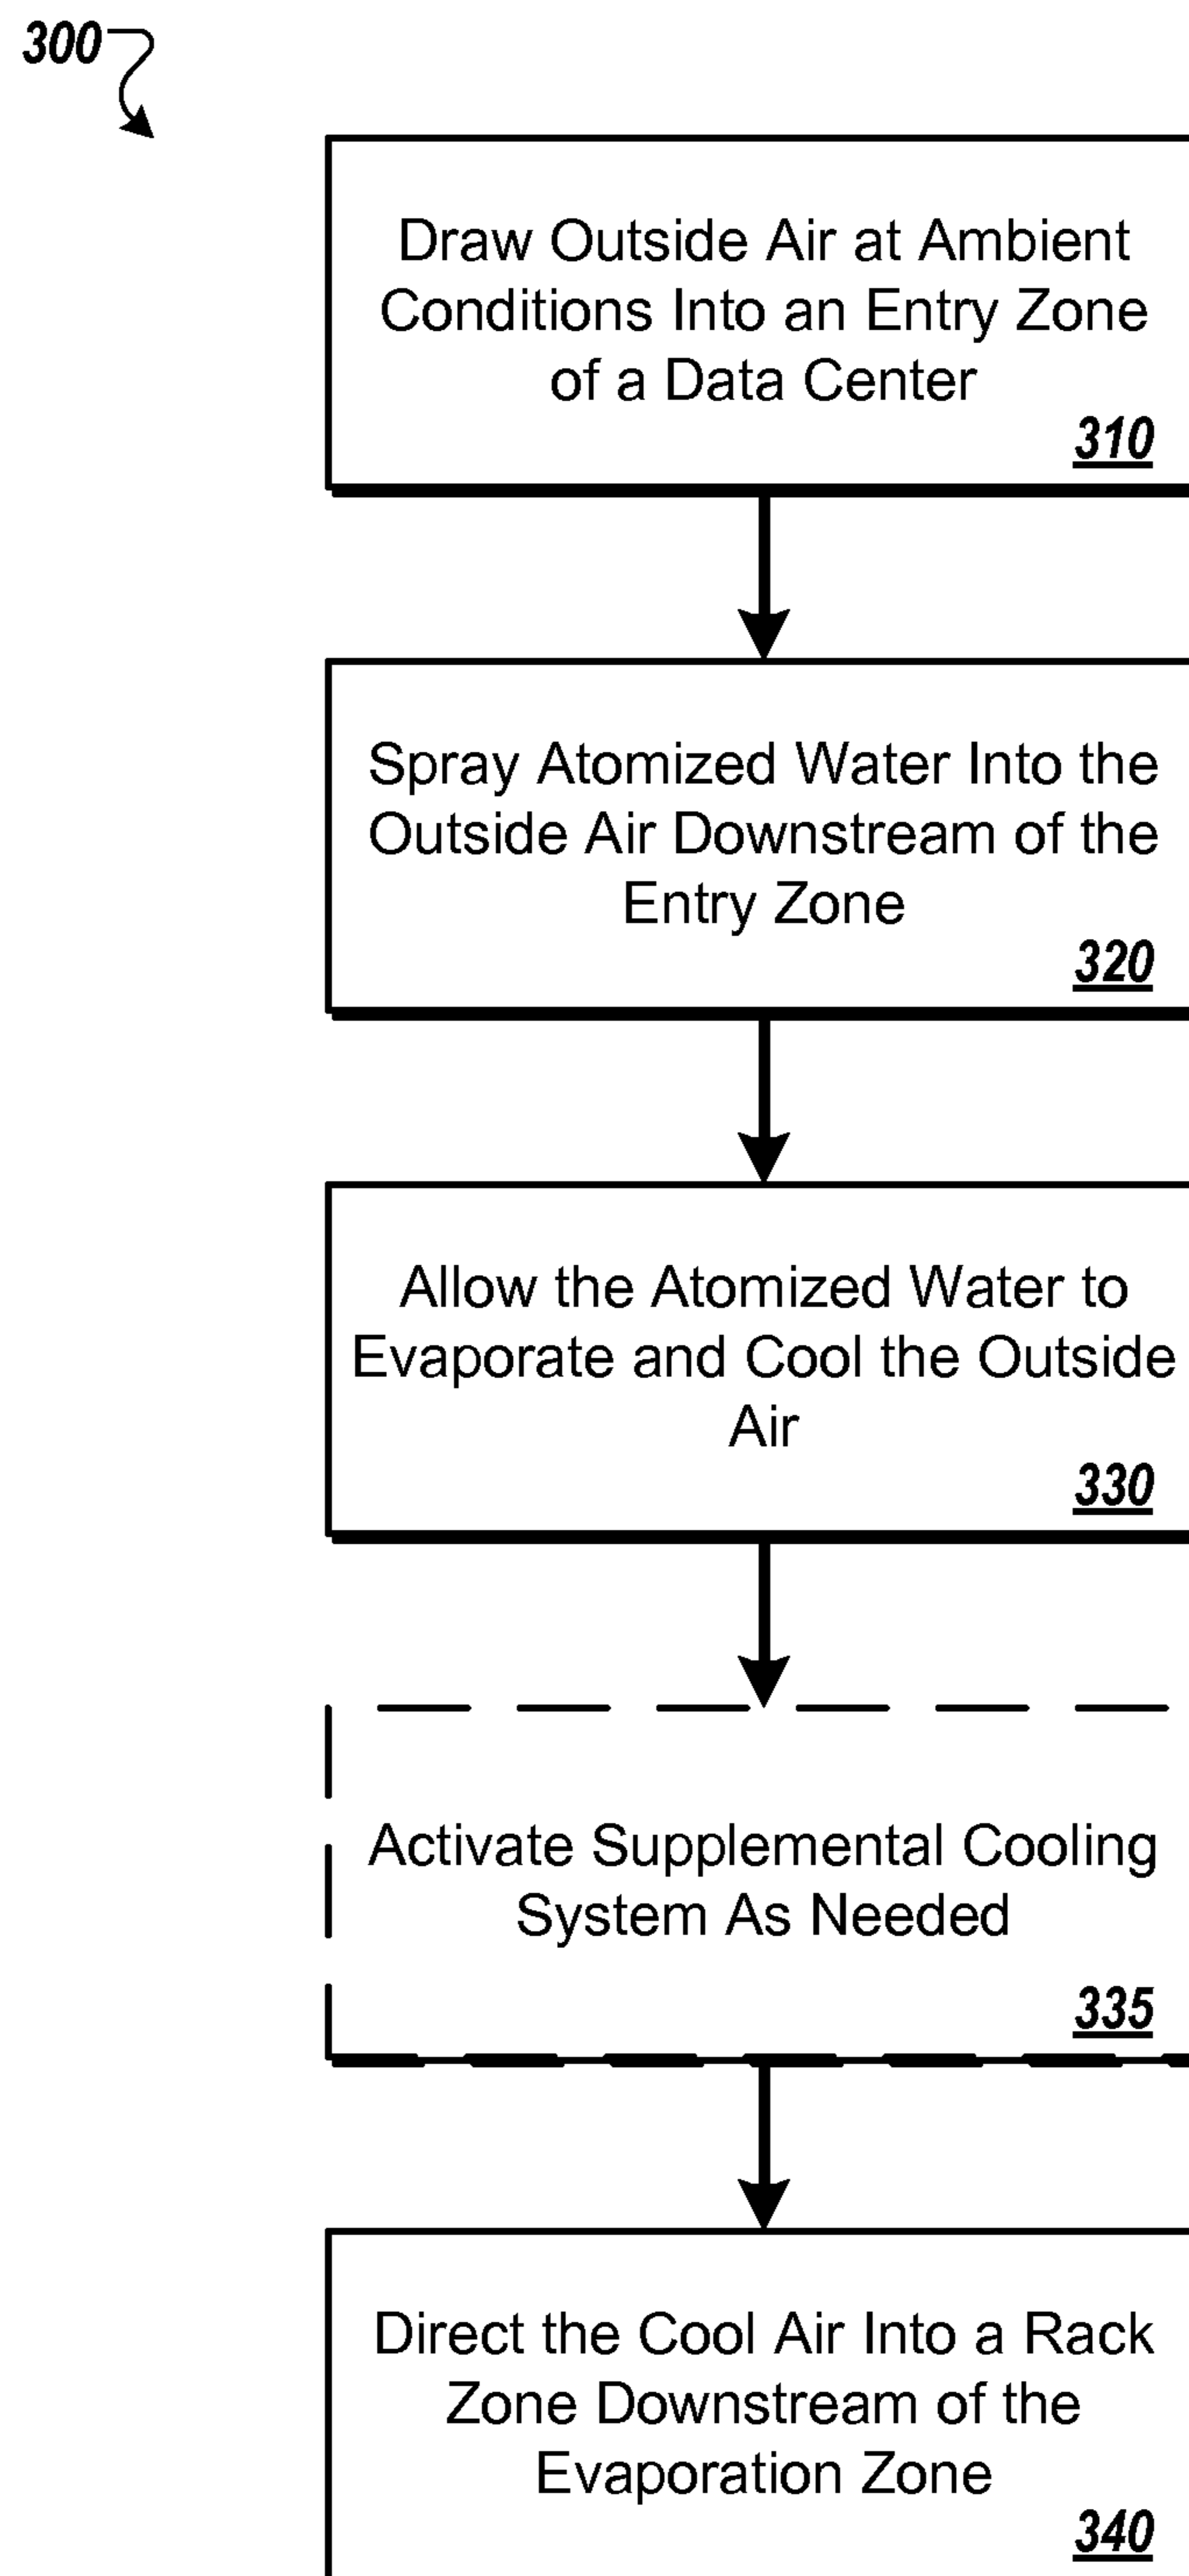 300
Draw Outside Air at Ambient
Conditions Into an Entry Zone
of a Data Center
310
Spray Atomized Water Into the
Outside Air Downstream of the
Entry Zone
320
Allow the Atomized Water to
Evaporate and Cool the Outside
Air
330
Activate Supplemental Cooling
System As Needed
335
Direct the Cool Air Into a Rack
Zone Downstream of the
Evaporation Zone
340